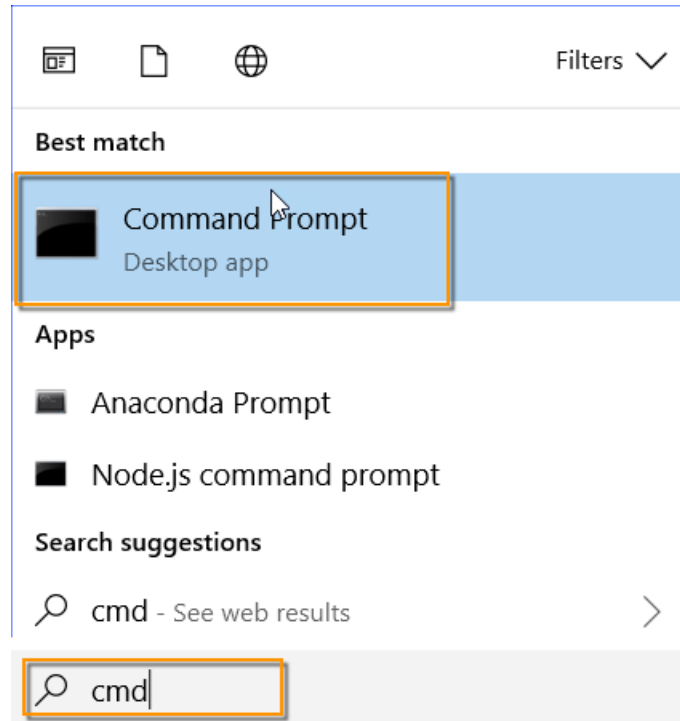 Filters
Best match
Command Prompt
Desktop app
Apps
Anaconda Prompt
Node.js command prompt
Search suggestions
cmd - See web results
cmd